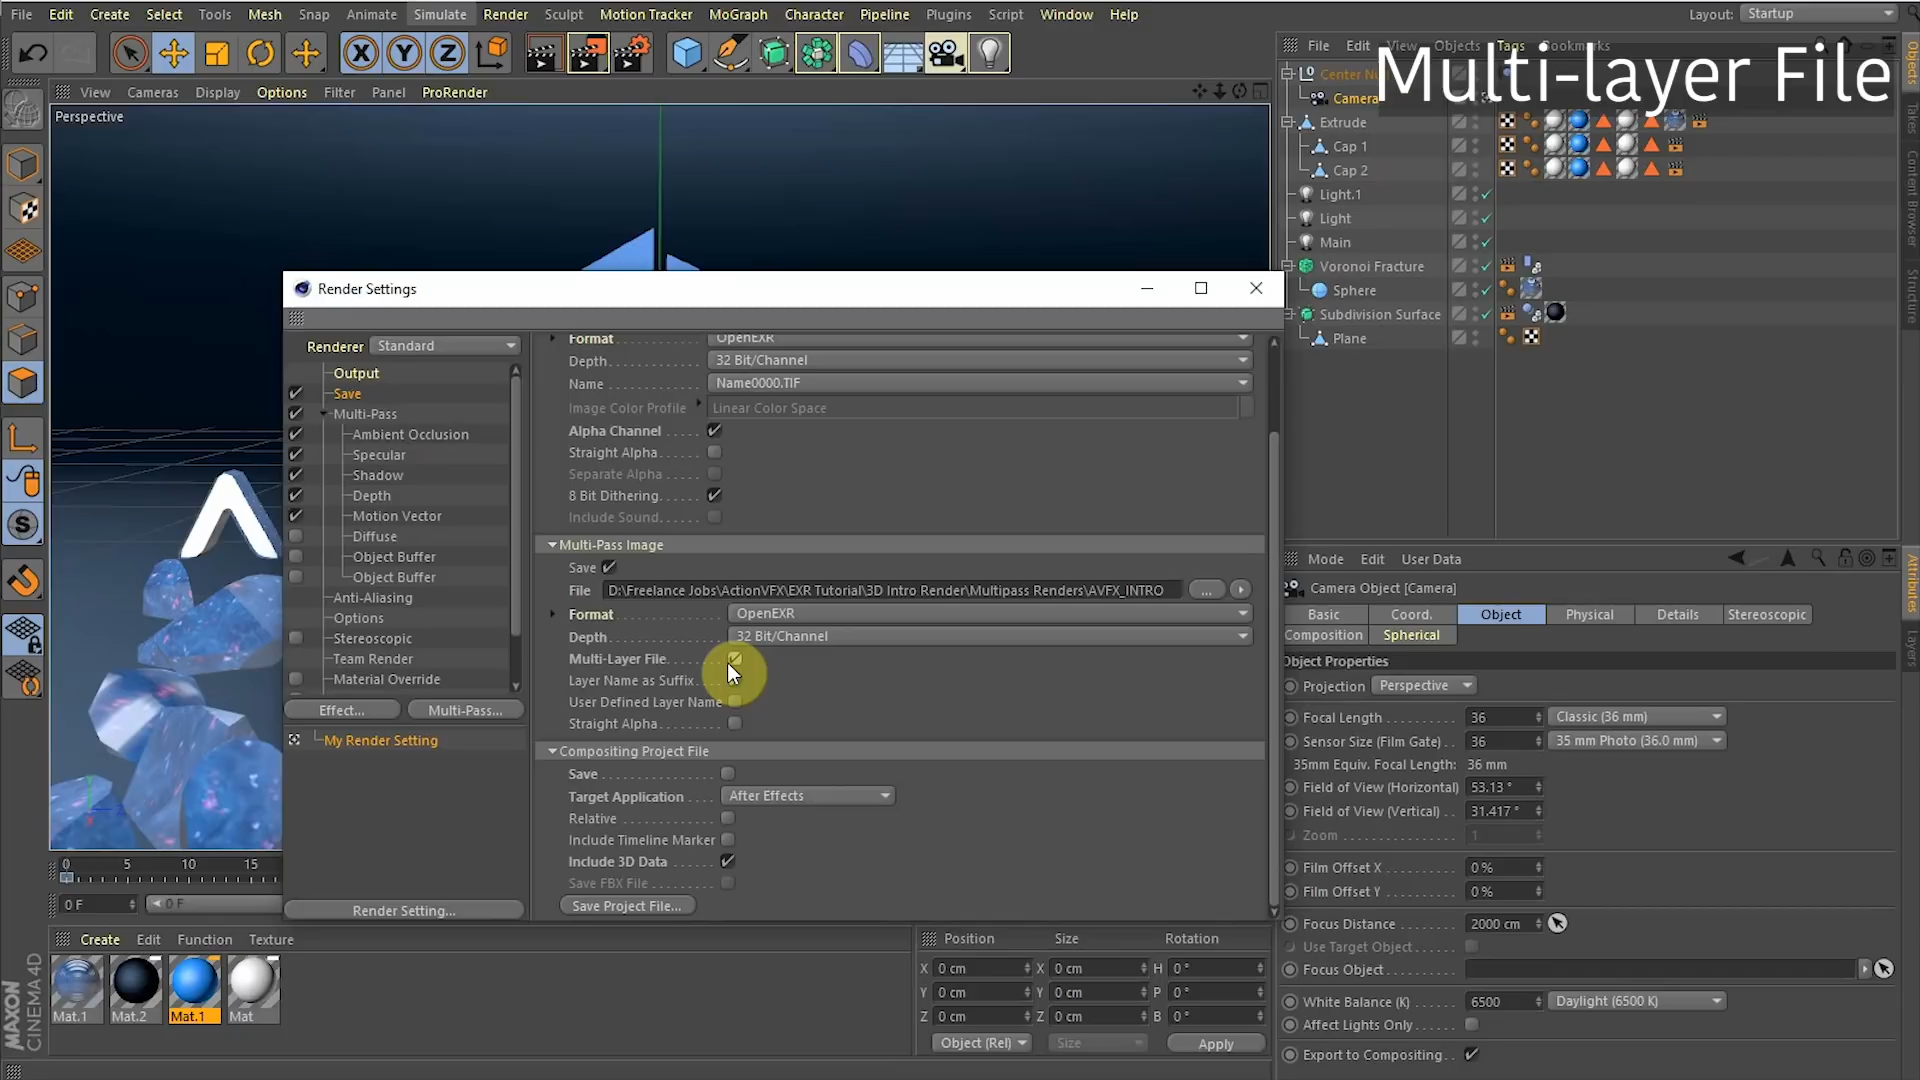 File Edit Create Select Tools Mesh Snap Animate Simulate Render Sculpt Motion Tracker MoGraph Character Pipeline Plugins Script Window Help
Layout: Startup
X Y Z
View Cameras Display Options Filter Panel ProRender
Perspective
File Edit View Objects Tags Bookmarks
Multi-layer File
Camera
Extrude
Cap 1
Cap 2
Light.1
Light
Main
Voronoi Fracture
Sphere
Subdivision Surface
Plane
Objects
Takes
Content Browser
Structure
Render Settings
Renderer Standard
Output
Save
Multi-Pass
Ambient Occlusion
Specular
Shadow
Depth
Motion Vector
Diffuse
Object Buffer
Object Buffer
Anti-Aliasing
Options
Stereoscopic
Team Render
Material Override
Effect... Multi-Pass...
My Render Setting
Render Setting...
Format OpenEXR
Depth 32 Bit/Channel
Name Name0000.TIF
Image Color Profile Linear Color Space
Alpha Channel
Straight Alpha
Separate Alpha
8 Bit Dithering
Include Sound
Multi-Pass Image
Save
File D:\Freelance Jobs\ActionVFX\EXR Tutorial\3D Intro Render\Multipass Renders\AVFX_INTRO ...
Format OpenEXR
Depth 32 Bit/Channel
Multi-Layer File
Layer Name as Suffix
User Defined Layer Name
Straight Alpha
Compositing Project File
Save
Target Application After Effects
Relative
Include Timeline Marker
Include 3D Data
Save FBX File
Save Project File...
Mode Edit User Data
Camera Object [Camera]
Basic Coord. Object Physical Details Stereoscopic
Composition Spherical
Object Properties
Projection Perspective
Focal Length 36 Classic (36 mm)
Sensor Size (Film Gate) 36 35 mm Photo (36.0 mm)
35mm Equiv. Focal Length: 36 mm
Field of View (Horizontal) 53.13 °
Field of View (Vertical) 31.417 °
Zoom 1
Film Offset X 0 %
Film Offset Y 0 %
Focus Distance 2000 cm
Use Target Object
Focus Object
White Balance (K) 6500 Daylight (6500 K)
Affect Lights Only
Export to Compositing
Attributes
Layers
0 5 10 15
0 F 0 F
Create Edit Function Texture
Mat.1 Mat.2 Mat.1 Mat
MAXON
CINEMA4D
Position Size Rotation
X 0 cm X 0 cm H 0 °
Y 0 cm Y 0 cm P 0 °
Z 0 cm Z 0 cm B 0 °
Object (Rel) Size Apply